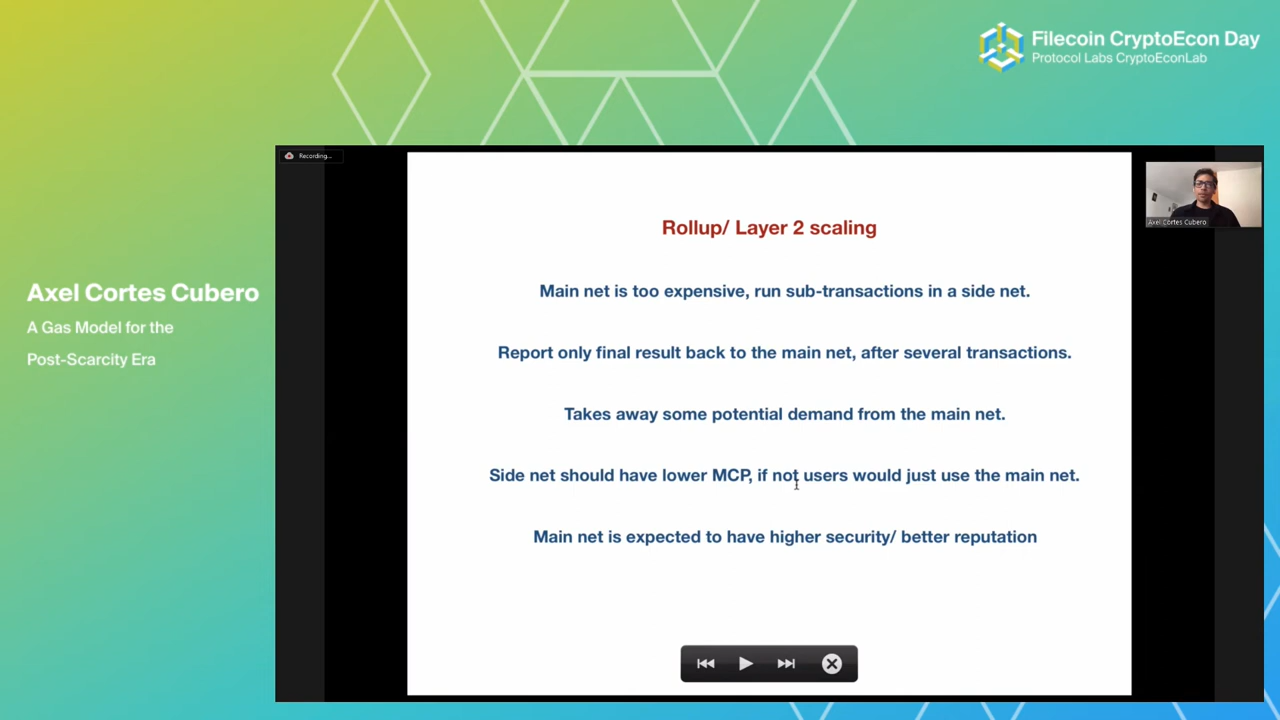 Filecoin CryptoEcon Day
Protocol Labs CryptoEconLab
Recording...
Axel Cortes Cubero
Rollup/ Layer 2 scaling
Main net is too expensive, run sub-transactions in a side net.
Axel Cortes Cubero
A Gas Model for the
Post-Scarcity Era
Report only final result back to the main net, after several transactions.
Takes away some potential demand from the main net.
Side net should have lower MCP, if not users would just use the main net.
Main net is expected to have higher security/ better reputation